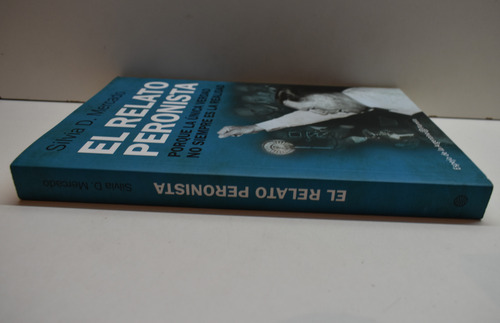 Silvia D. Mercado
EL RELATO
PERONISTA
PORQUE LA ÚNICA VERDAD
NO SIEMPRE ES LA REALIDAD
Silvia D. Mercado
EL RELATO PERONISTA